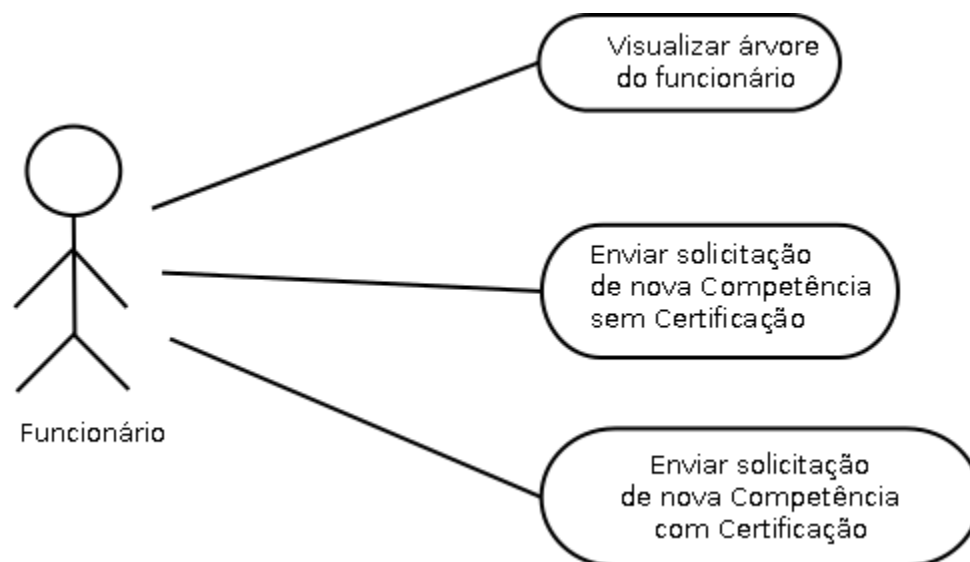 Visualizar árvore
do funcionário
Enviar solicitação
de nova Competência
sem Certificação
Funcionário
Enviar solicitação
de nova Competência
com Certificação